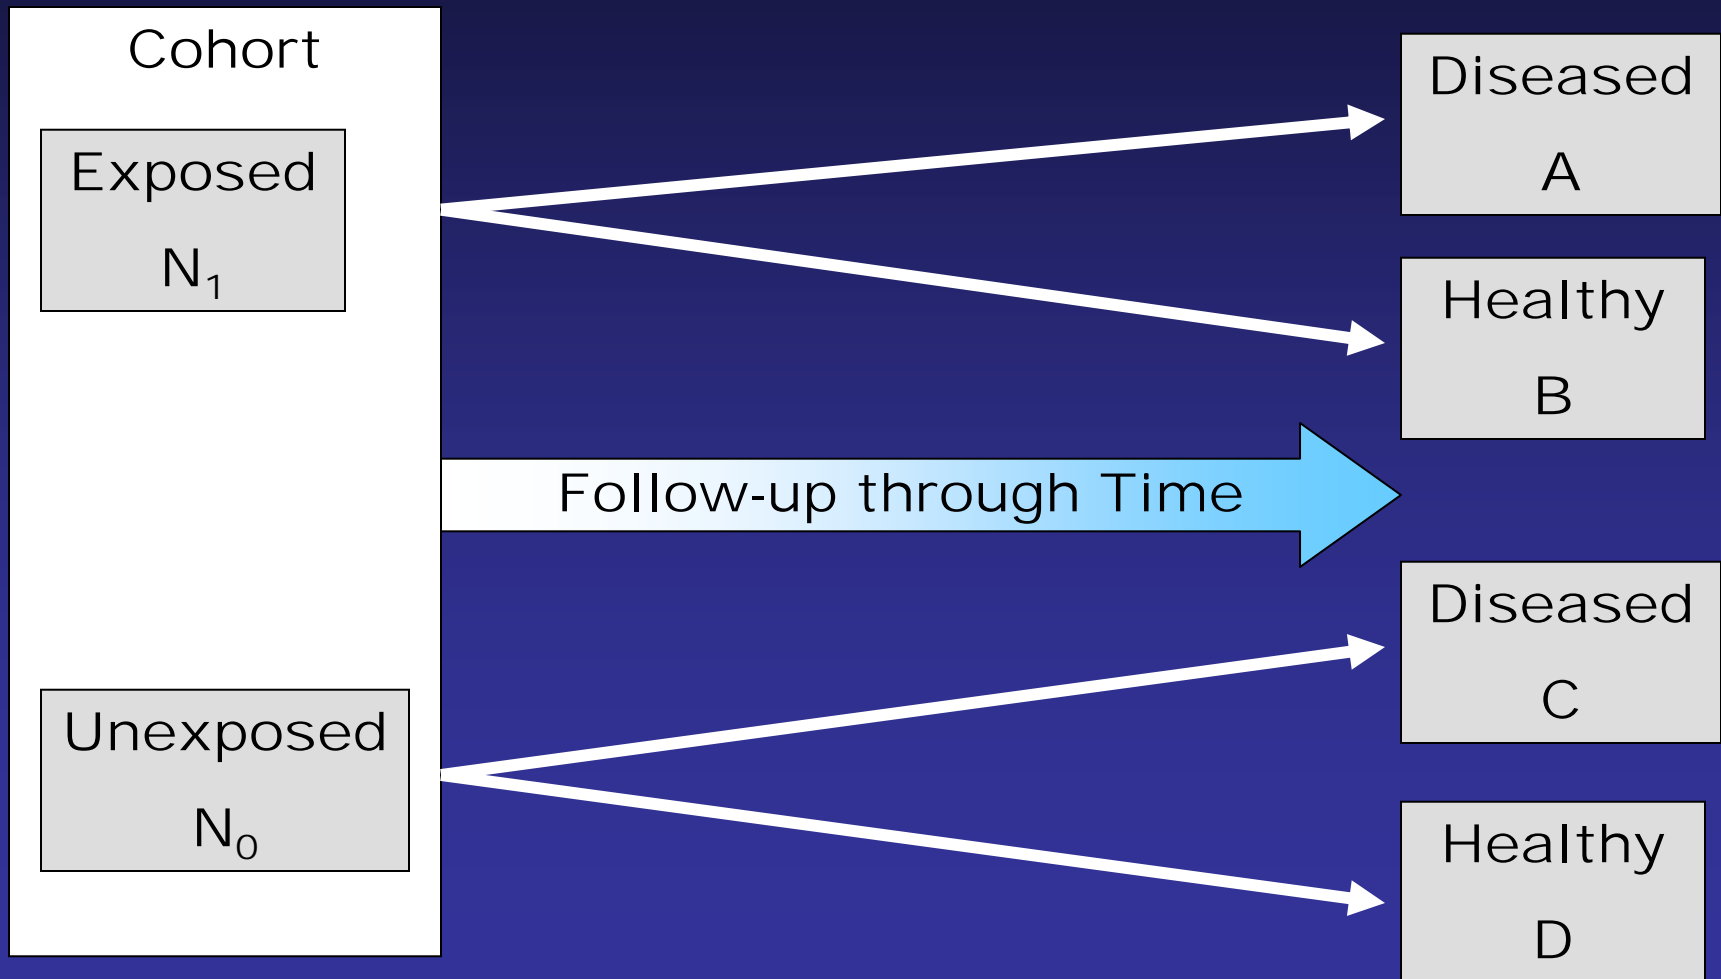 Cohort
Exposed
N₁
Unexposed
N₀
Follow-up through Time
Diseased
A
Healthy
B
Diseased
C
Healthy
D